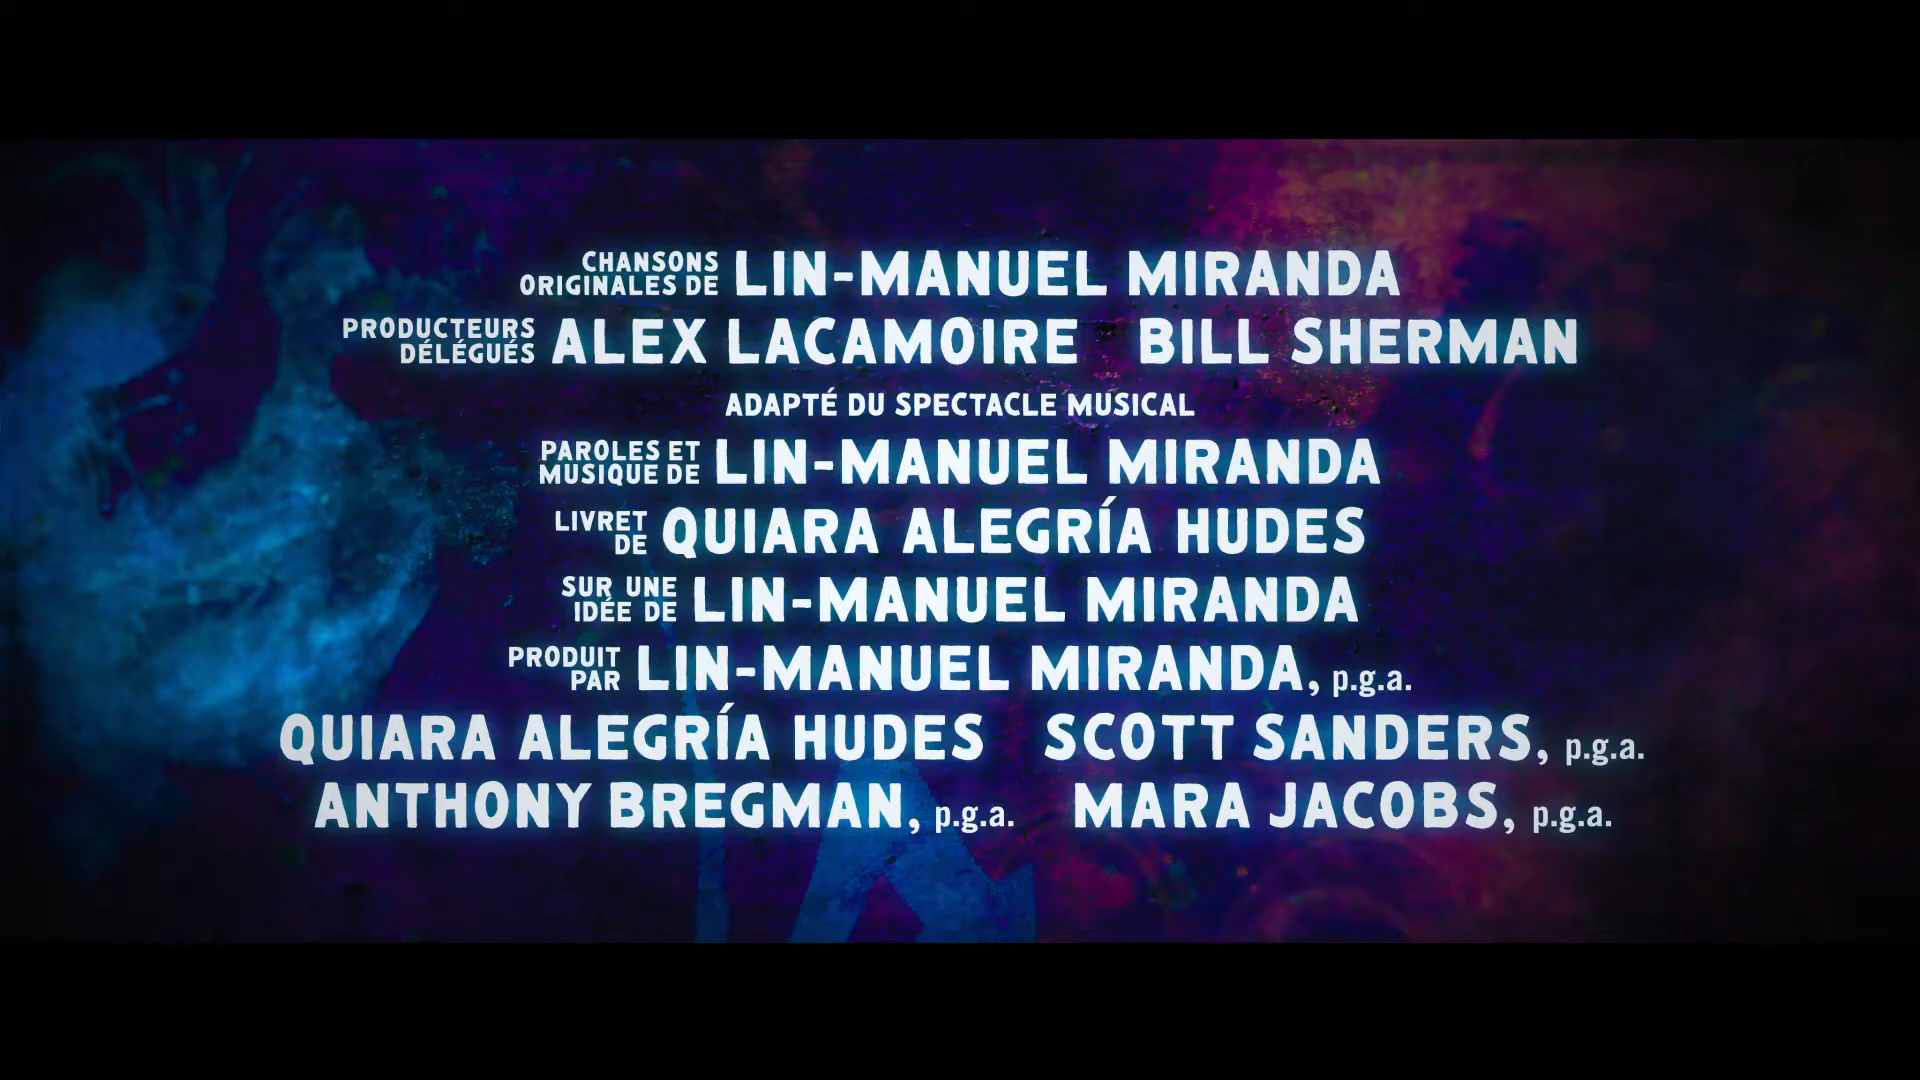 CHANSONS ORIGINALES DE LIN-MANUEL MIRANDA
PRODUCTEURS DÉLÉGUÉS ALEX LACAMOIRE BILL SHERMAN
ADAPTÉ DU SPECTACLE MUSICAL
PAROLES ET MUSIQUE DE LIN-MANUEL MIRANDA
LIVRET DE QUIARA ALEGRÍA HUDES
SUR UNE IDÉE DE LIN-MANUEL MIRANDA
PRODUIT PAR LIN-MANUEL MIRANDA, p.g.a.
QUIARA ALEGRÍA HUDES SCOTT SANDERS, p.g.a.
ANTHONY BREGMAN, p.g.a. MARA JACOBS, p.g.a.